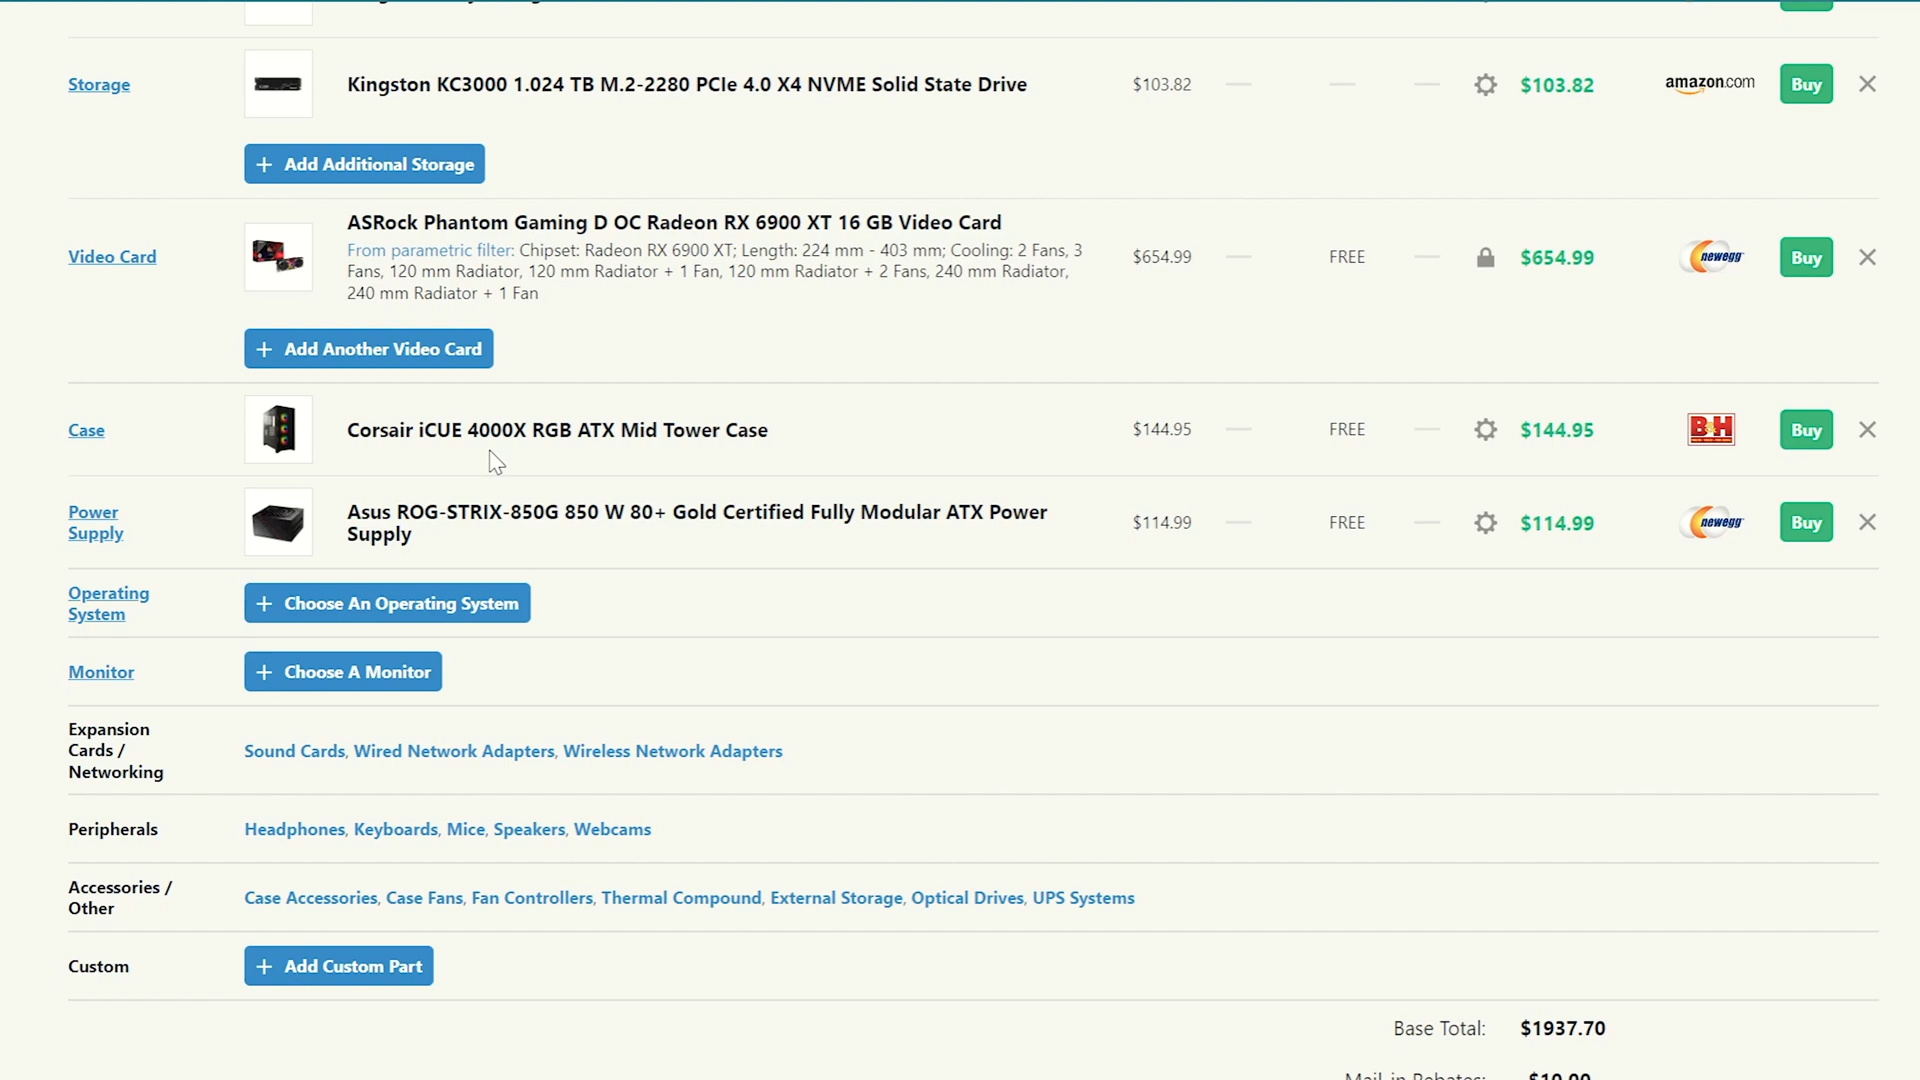 Storage
Kingston KC3000 1.024 TB M.2-2280 PCIe 4.0 X4 NVME Solid State Drive
$103.82
$103.82
amazon.com
Buy
+ Add Additional Storage
Video Card
ASRock Phantom Gaming D OC Radeon RX 6900 XT 16 GB Video Card
From parametric filter: Chipset: Radeon RX 6900 XT; Length: 224 mm - 403 mm; Cooling: 2 Fans, 3
Fans, 120 mm Radiator, 120 mm Radiator + 1 Fan, 120 mm Radiator + 2 Fans, 240 mm Radiator,
240 mm Radiator + 1 Fan
$654.99
FREE
$654.99
newegg
Buy
+ Add Another Video Card
Case
Corsair iCUE 4000X RGB ATX Mid Tower Case
$144.95
FREE
$144.95
B&H
Buy
Power
Supply
Asus ROG-STRIX-850G 850 W 80+ Gold Certified Fully Modular ATX Power
Supply
$114.99
FREE
$114.99
newegg
Buy
Operating
System
+ Choose An Operating System
Monitor
+ Choose A Monitor
Expansion
Cards /
Networking
Sound Cards, Wired Network Adapters, Wireless Network Adapters
Peripherals
Headphones, Keyboards, Mice, Speakers, Webcams
Accessories /
Other
Case Accessories, Case Fans, Fan Controllers, Thermal Compound, External Storage, Optical Drives, UPS Systems
Custom
+ Add Custom Part
Base Total: $1937.70
Mail-in Rebates: $10.00